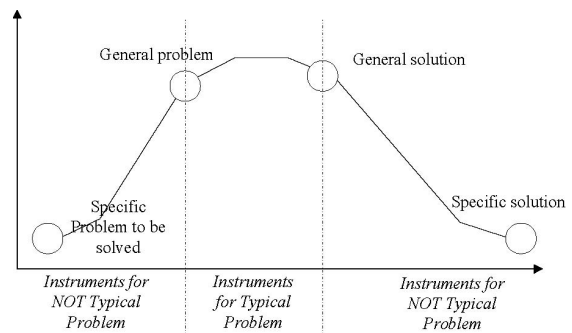 General problem
General solution
Specific
Problem to be
solved
Specific solution
Instruments for
NOT Typical
Problem
Instruments
for Typical
Problem
Instruments for
NOT Typical
Problem